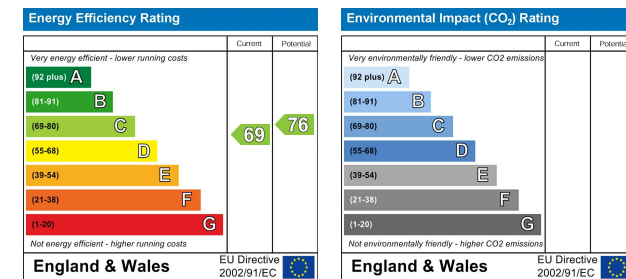 Energy Efficiency Rating
Current Potential
Very energy efficient - lower running costs
(92 plus) A
(81-91) B
(69-80) C
(55-68) D
(39-54) E
(21-38) F
(1-20) G
69
76
Not energy efficient - higher running costs
England & Wales
EU Directive
2002/91/EC
Environmental Impact (CO2) Rating
Current Potential
Very environmentally friendly - lower CO2 emissions
(92 plus) A
(81-91) B
(69-80) C
(55-68) D
(39-54) E
(21-38) F
(1-20) G
Not environmentally friendly - higher CO2 emissions
England & Wales
EU Directive
2002/91/EC